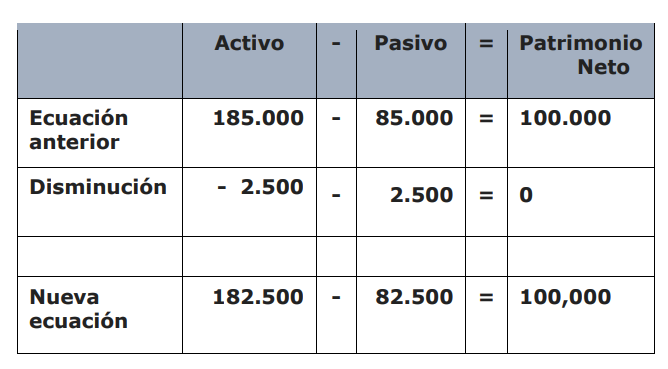 Activo - Pasivo = Patrimonio
Neto
Ecuación 185.000 - 85.000 = 100.000
anterior
Disminución - 2.500 - 2.500 = 0
Nueva 182.500 - 82.500 = 100,000
ecuación